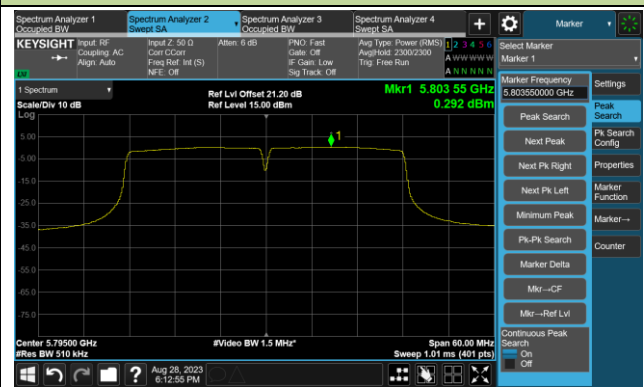 Spectrum Analyzer 1
Occupied BW
Spectrum Analyzer 2
Swept SA
Spectrum Analyzer 3
Occupied BW
Spectrum Analyzer 4
Swept SA
+
Marker
KEYSIGHT
Input: RF
Coupling: AC
Align: Auto
Input Z: 50 Ω
Corr CCorr
Freq Ref: Int (S)
NFE: Off
Atten: 6 dB
PNO: Fast
Gate: Off
IF Gain: Low
Sig Track: Off
Avg Type: Power (RMS)
Avg|Hold: 2300/2300
Trig: Free Run
1 2 3 4 5 6
A W W W W W
A N N N N N
Select Marker
Marker 1
1 Spectrum
Scale/Div 10 dB
Log
Ref Lvl Offset 21.20 dB
Ref Level 15.00 dBm
Mkr1 5.803 55 GHz
0.292 dBm
1
5.00
-5.00
-15.0
-25.0
-35.0
-45.0
-55.0
-65.0
-75.0
Center 5.79500 GHz
#Res BW 510 kHz
#Video BW 1.5 MHz*
Span 60.00 MHz
Sweep 1.01 ms (401 pts)
Marker Frequency
5.803550000 GHz
Peak Search
Next Peak
Next Pk Right
Next Pk Left
Minimum Peak
Pk-Pk Search
Marker Delta
Mkr→CF
Mkr→Ref Lvl
Continuous Peak
Search
On
Off
Settings
Peak
Search
Pk Search
Config
Properties
Marker
Function
Marker→
Counter
?
Aug 28, 2023
6:12:55 PM